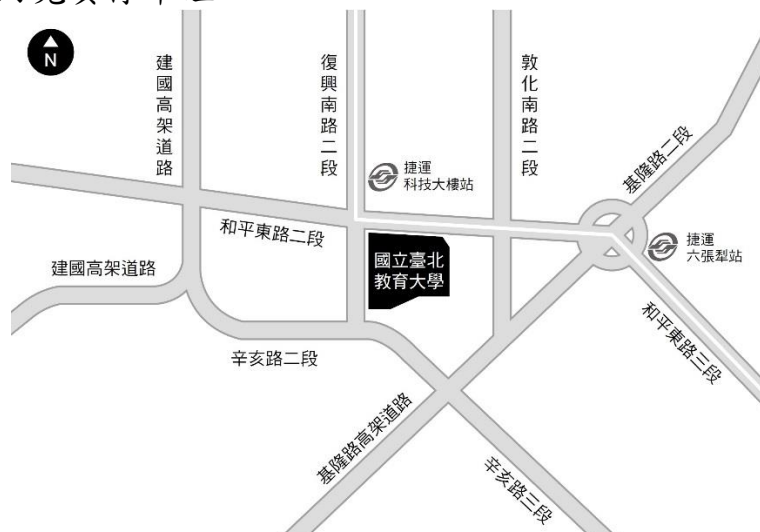 N
建國高架道路
復興南路二段
敦化南路二段
基隆路二段
捷運
科技大樓站
和平東路二段
國立臺北
教育大學
捷運
六張犁站
建國高架道路
和平東路三段
辛亥路二段
基隆路高架道路
辛亥路三段